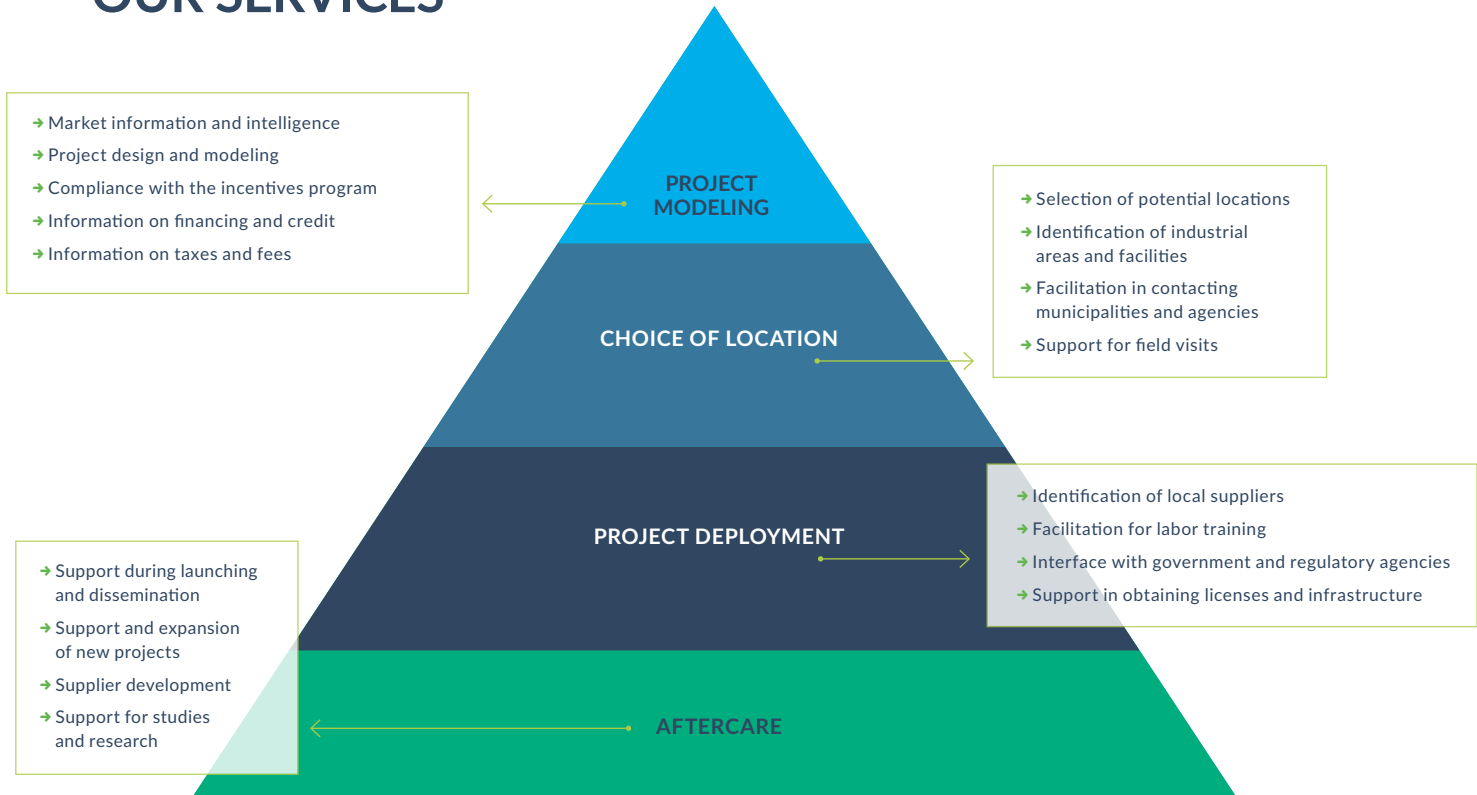 OUR SERVICES
→ Market information and intelligence
→ Project design and modeling
→ Compliance with the incentives program
→ Information on financing and credit
→ Information on taxes and fees
PROJECT
MODELING
→ Selection of potential locations
→ Identification of industrial
areas and facilities
→ Facilitation in contacting
municipalities and agencies
→ Support for field visits
CHOICE OF LOCATION
PROJECT DEPLOYMENT
→ Identification of local suppliers
→ Facilitation for labor training
→ Interface with government and regulatory agencies
→ Support in obtaining licenses and infrastructure
→ Support during launching
and dissemination
→ Support and expansion
of new projects
→ Supplier development
→ Support for studies
and research
AFTERCARE